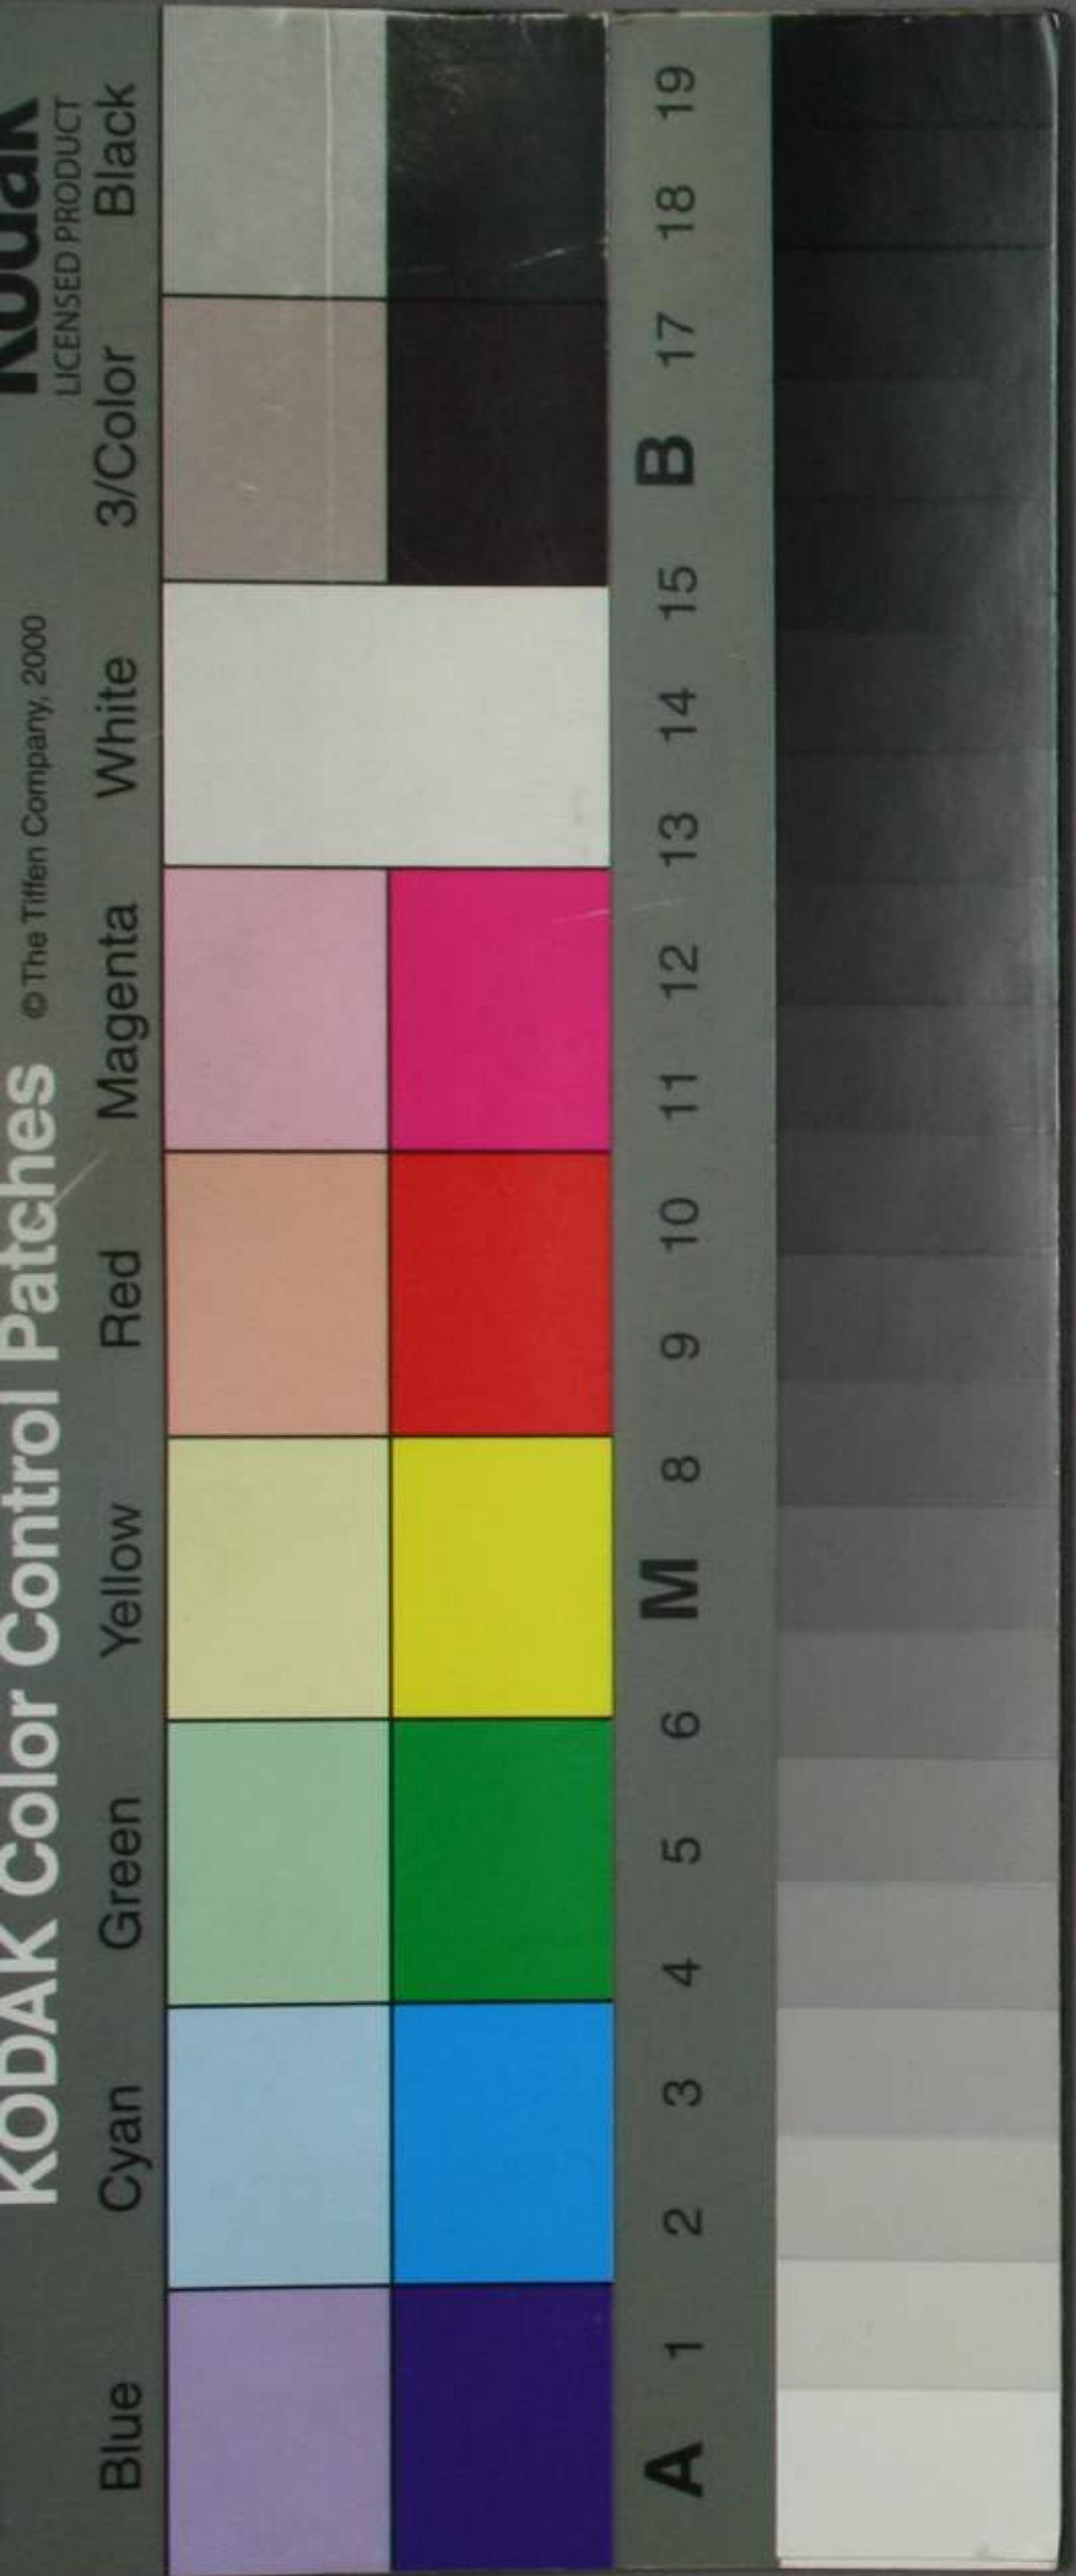 KODAK Color Control Patches
© The Tiffen Company, 2000
Kodak
LICENSED PRODUCT
Blue Cyan Green Yellow Red Magenta White 3/Color Black
A 1 2 3 4 5 6 M 8 9 10 11 12 13 14 15 B 17 18 19